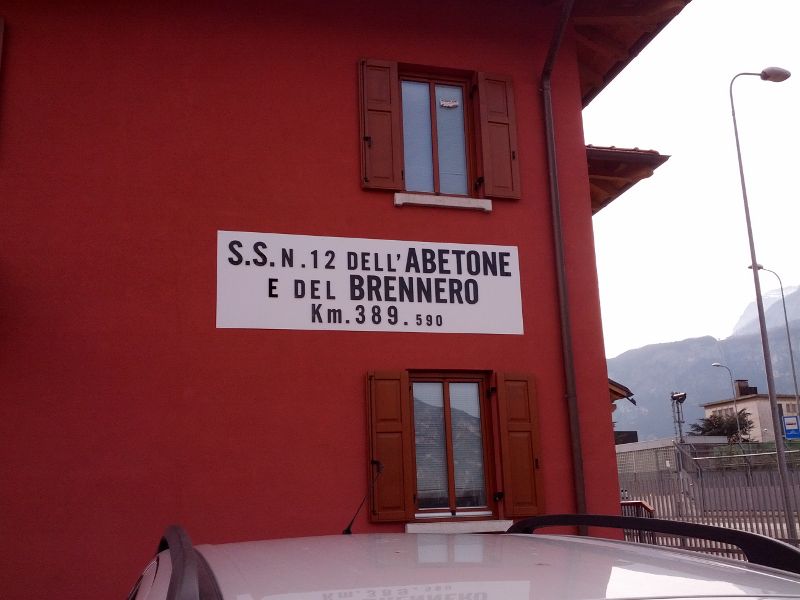 S.S. N. 12 DELL'ABETONE
E DEL BRENNERO
Km. 389. 590